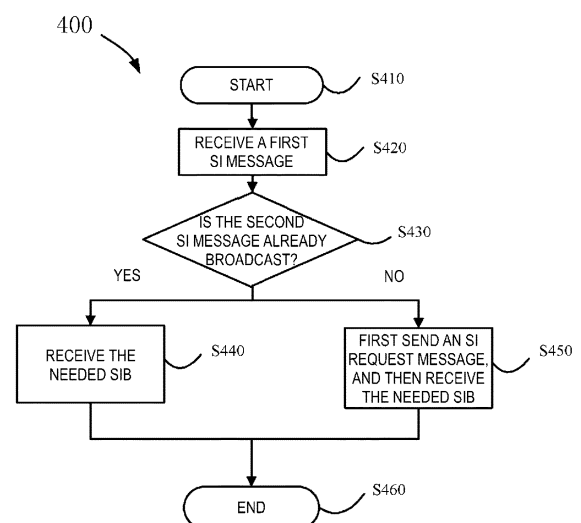 400
START
S410
RECEIVE A FIRST
SI MESSAGE
S420
IS THE SECOND
SI MESSAGE ALREADY
BROADCAST?
S430
YES
NO
RECEIVE THE
NEEDED SIB
S440
FIRST SEND AN SI
REQUEST MESSAGE,
AND THEN RECEIVE
THE NEEDED SIB
S450
END
S460